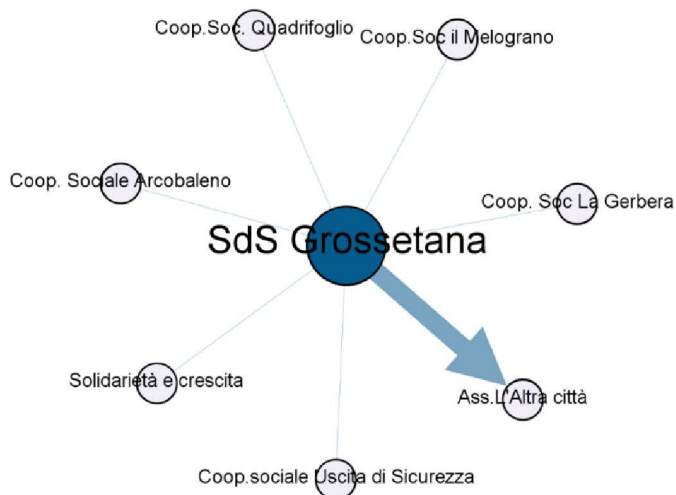 Coop.Soc. Quadrifoglio
Coop.Soc il Melograno
Coop. Sociale Arcobaleno
Coop. Soc La Gerbera
SdS Grossetana
Solidarietà e crescita
Ass.L'Altra città
Coop.sociale Uscita di Sicurezza